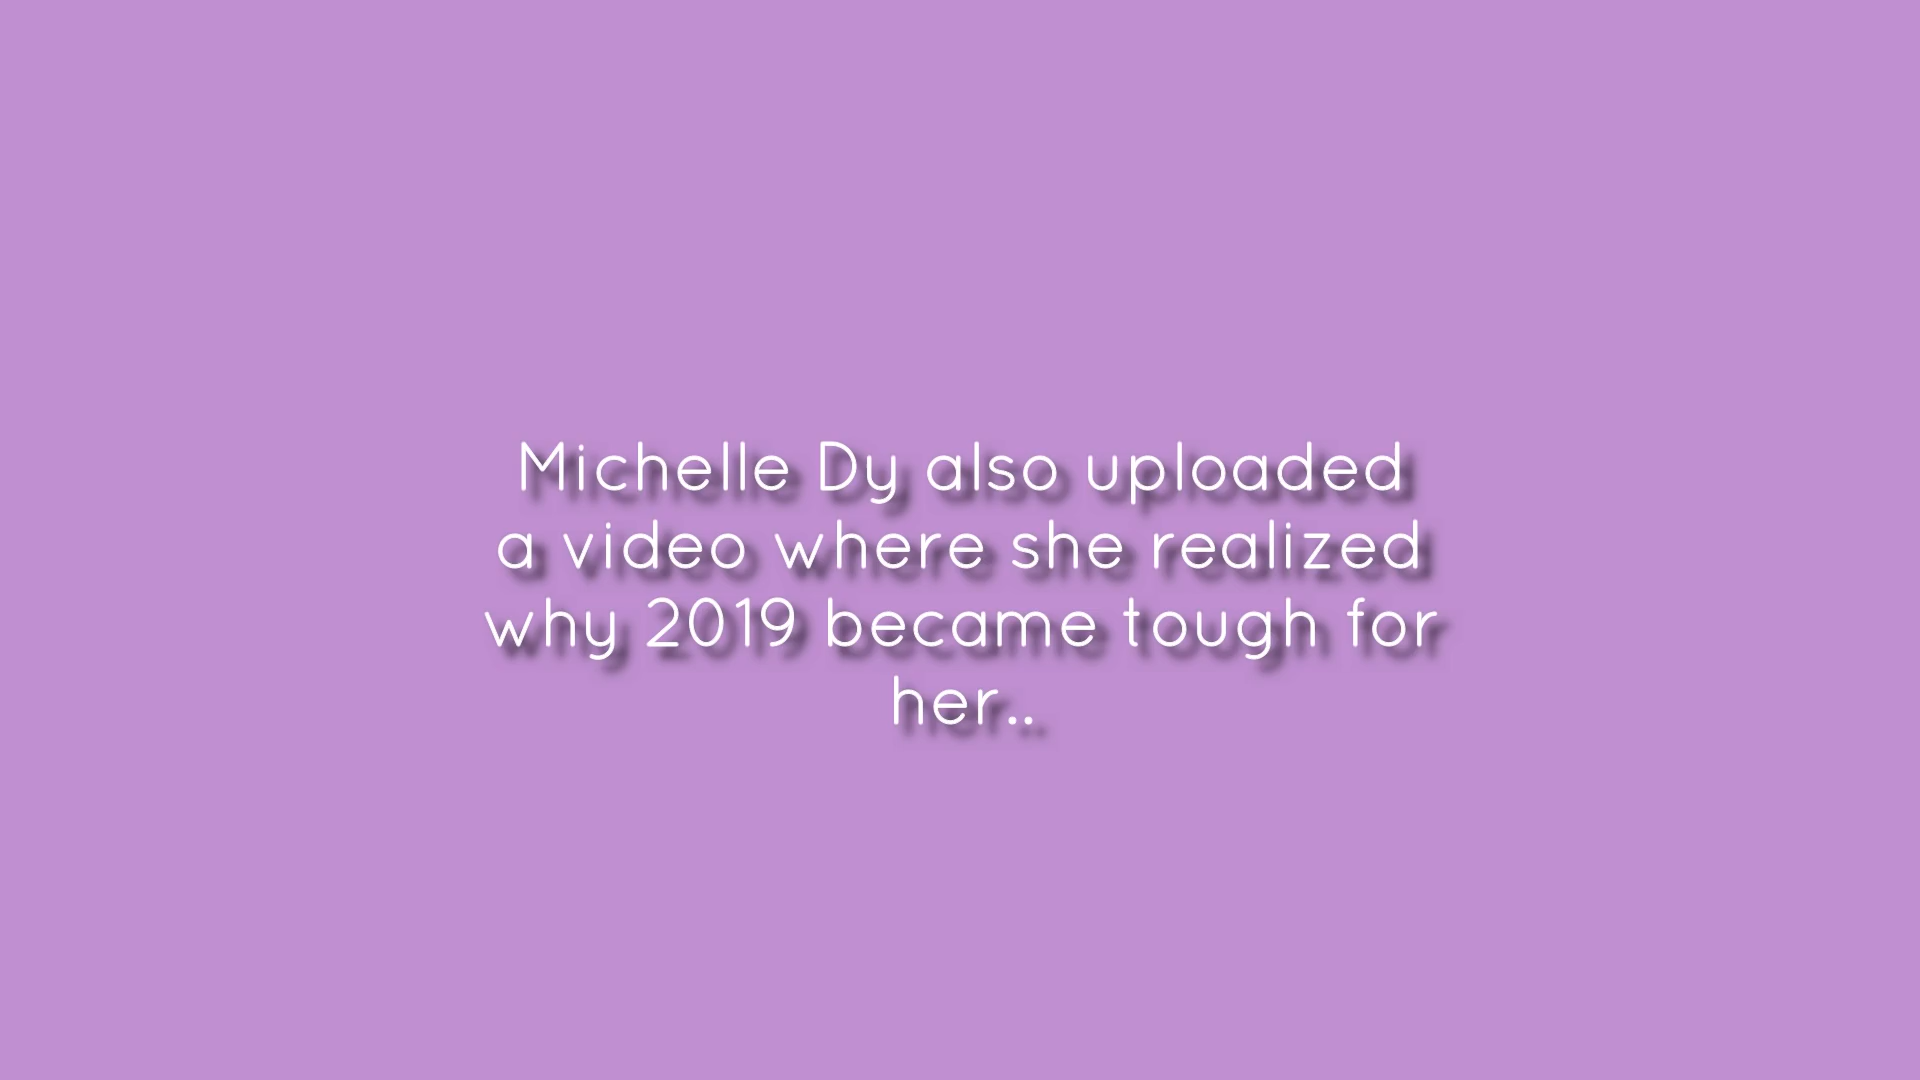 Michelle Dy also uploaded
a video where she realized
why 2019 became tough for
her..